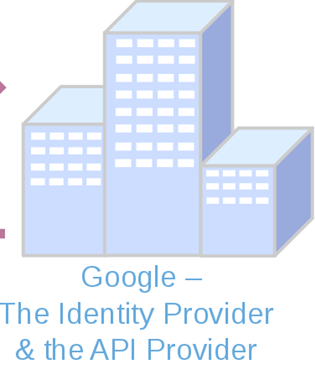 Google –
The Identity Provider
& the API Provider